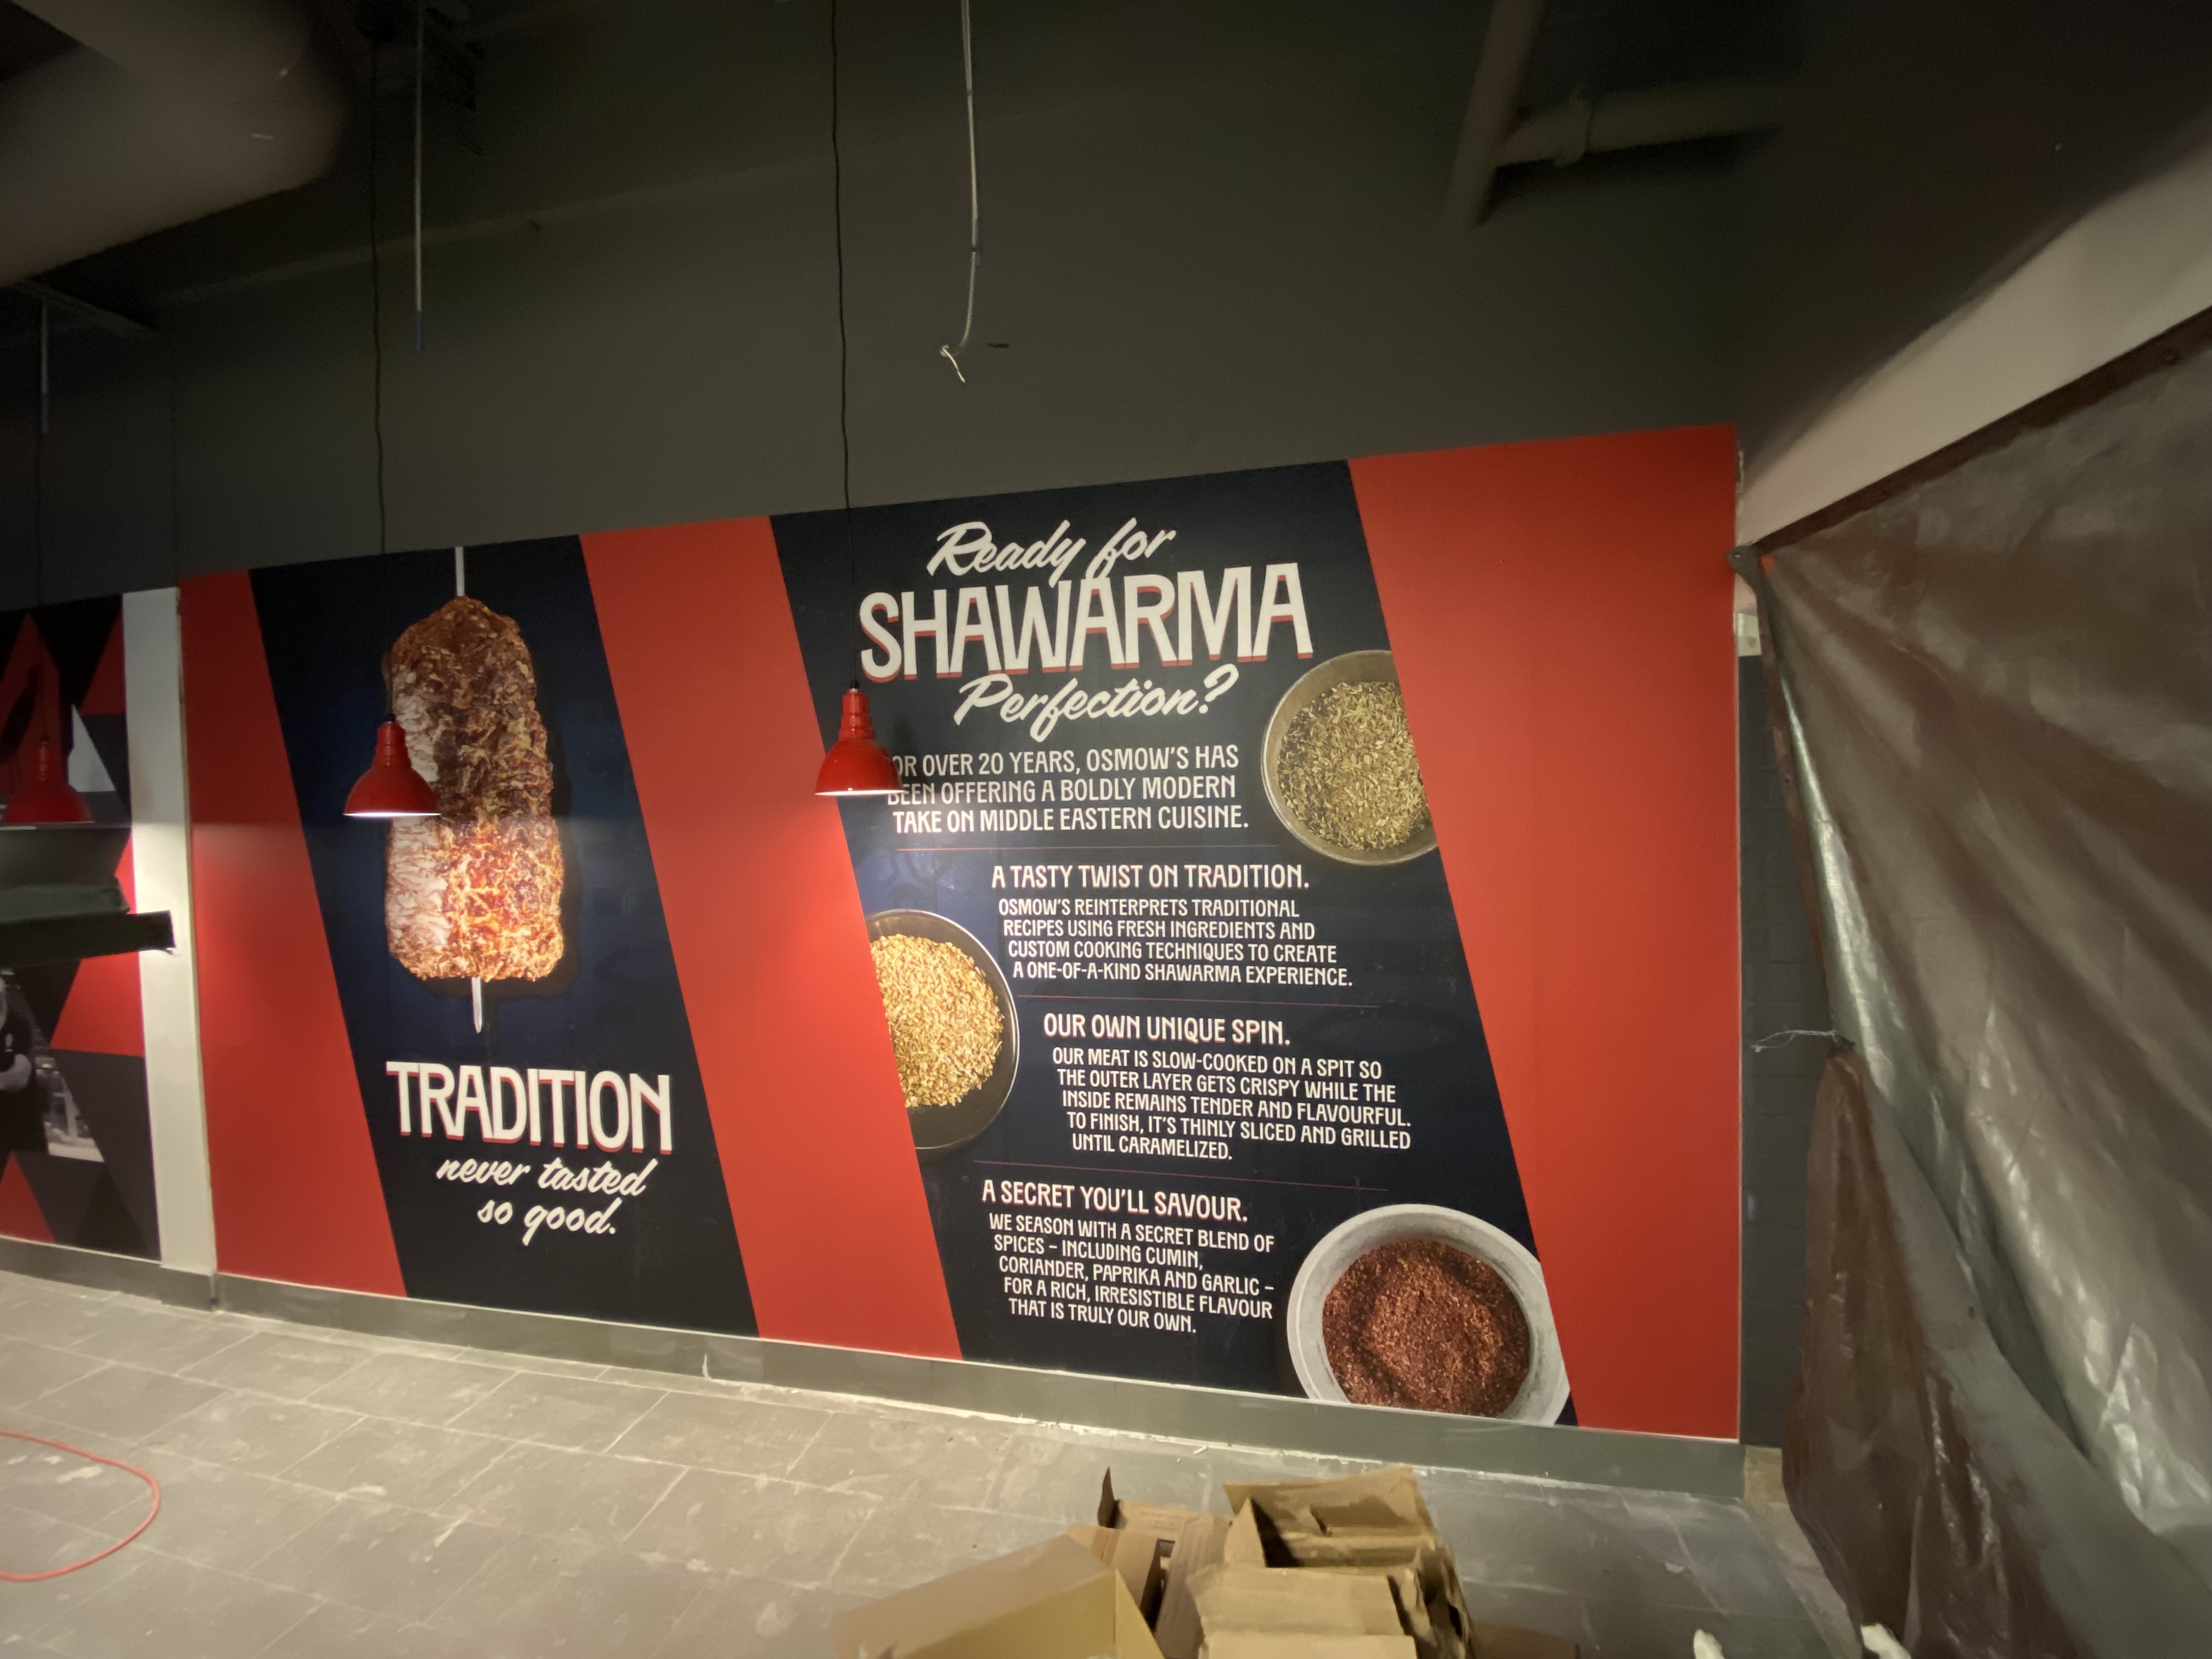 TRADITION
never tasted
so good.
Ready for
SHAWARMA
Perfection?
OR OVER 20 YEARS, OSMOW'S HAS
BEEN OFFERING A BOLDLY MODERN
TAKE ON MIDDLE EASTERN CUISINE.
A TASTY TWIST ON TRADITION.
OSMOW'S REINTERPRETS TRADITIONAL
RECIPES USING FRESH INGREDIENTS AND
CUSTOM COOKING TECHNIQUES TO CREATE
A ONE-OF-A-KIND SHAWARMA EXPERIENCE.
OUR OWN UNIQUE SPIN.
OUR MEAT IS SLOW-COOKED ON A SPIT SO
THE OUTER LAYER GETS CRISPY WHILE THE
INSIDE REMAINS TENDER AND FLAVOURFUL.
TO FINISH, IT'S THINLY SLICED AND GRILLED
UNTIL CARAMELIZED.
A SECRET YOU'LL SAVOUR.
WE SEASON WITH A SECRET BLEND OF
SPICES – INCLUDING CUMIN,
CORIANDER, PAPRIKA AND GARLIC –
FOR A RICH, IRRESISTIBLE FLAVOUR
THAT IS TRULY OUR OWN.